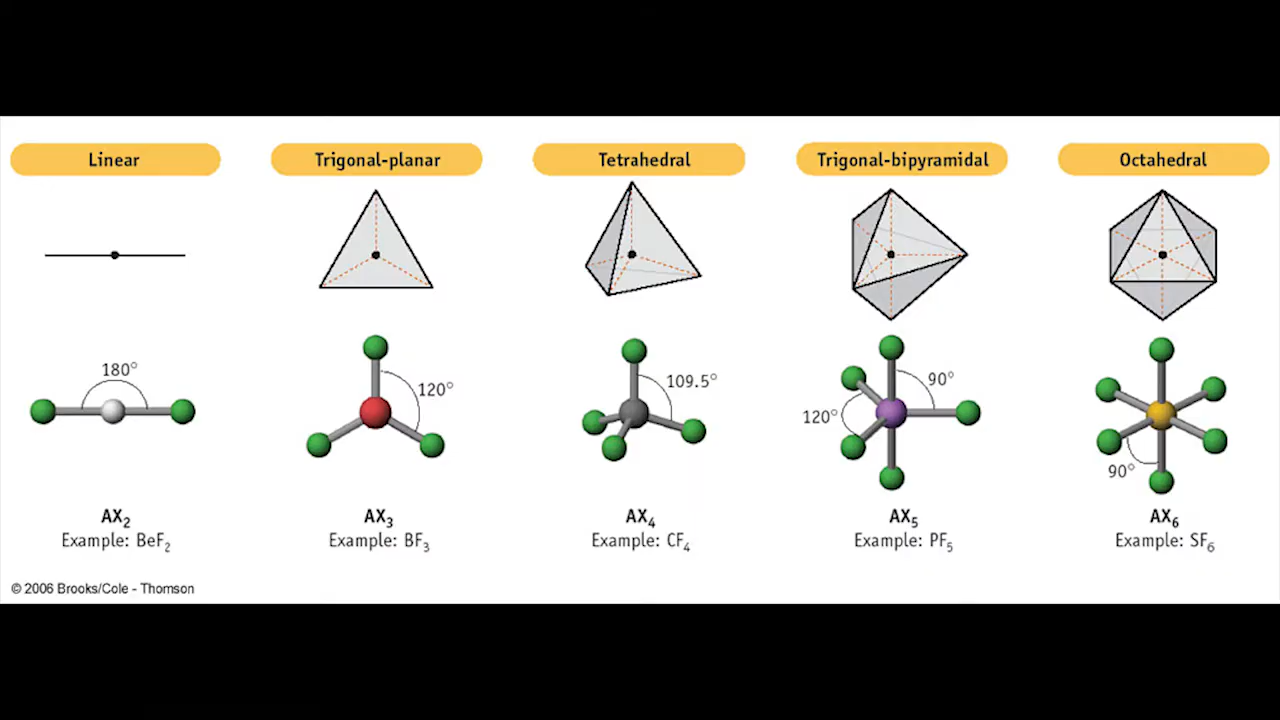 Linear
Trigonal-planar
Tetrahedral
Trigonal-bipyramidal
Octahedral
180°
120°
109.5°
90°
120°
90°
AX₂
Example: BeF₂
AX₃
Example: BF₃
AX₄
Example: CF₄
AX₅
Example: PF₅
AX₆
Example: SF₆
© 2006 Brooks/Cole - Thomson